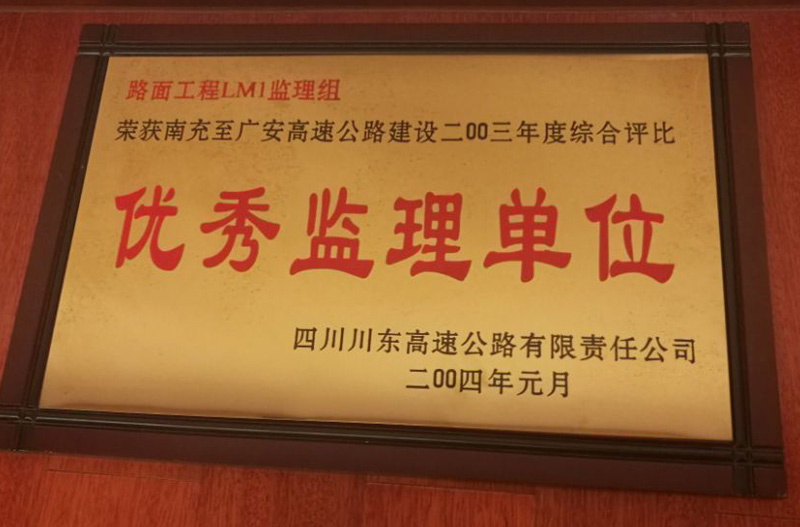 路面工程LM1监理组
荣获南充至广安高速公路建设二00三年度综合评比
优秀监理单位
四川川东高速公路有限责任公司
二00四年元月